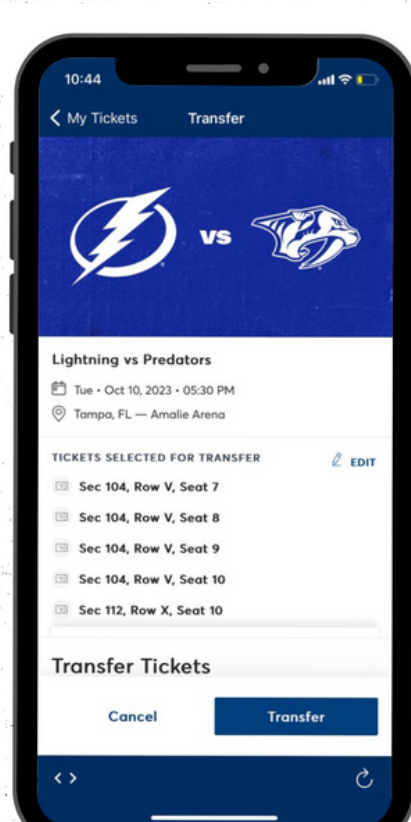 10:44
My Tickets
Transfer
vs
Lightning vs Predators
Tue • Oct 10, 2023 • 05:30 PM
Tampa, FL — Amalie Arena
TICKETS SELECTED FOR TRANSFER
EDIT
Sec 104, Row V, Seat 7
Sec 104, Row V, Seat 8
Sec 104, Row V, Seat 9
Sec 104, Row V, Seat 10
Sec 112, Row X, Seat 10
Transfer Tickets
Cancel
Transfer